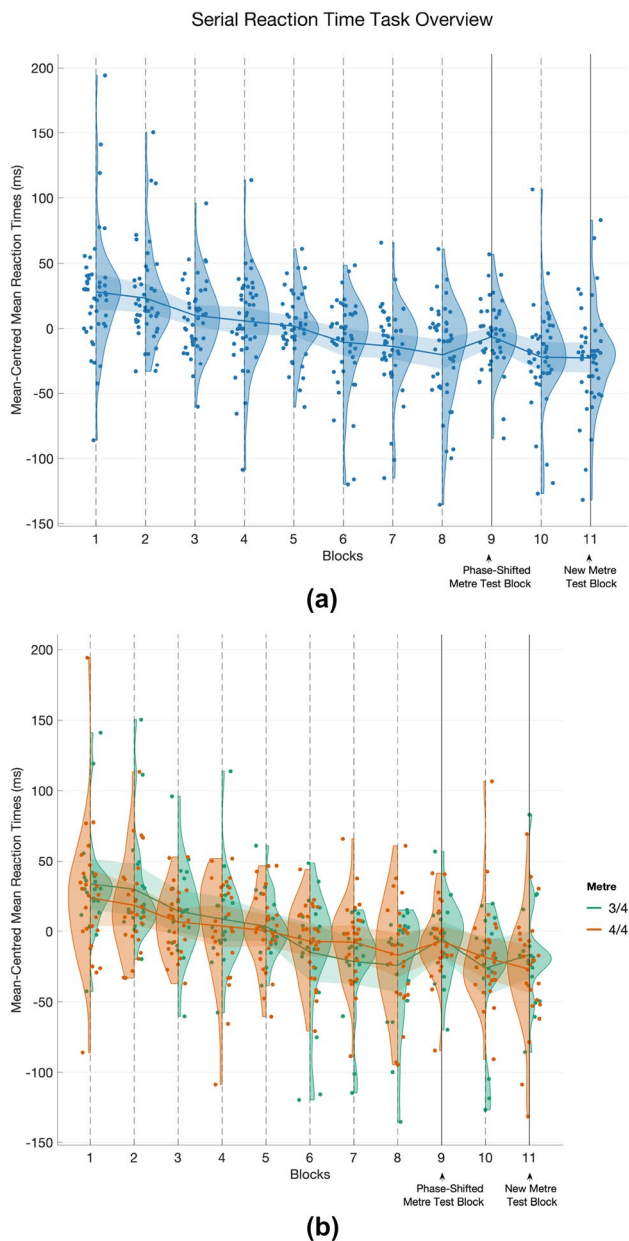 Serial Reaction Time Task Overview
200
150
100
50
0
-50
-100
-150
Mean-Centred Mean Reaction Times (ms)
1 2 3 4 5 6 7 8 9 10 11
Blocks
Phase-Shifted
Metre Test Block
New Metre
Test Block
(a)
200
150
100
50
0
-50
-100
-150
Mean-Centred Mean Reaction Times (ms)
Metre
3/4
4/4
1 2 3 4 5 6 7 8 9 10 11
Blocks
Phase-Shifted
Metre Test Block
New Metre
Test Block
(b)